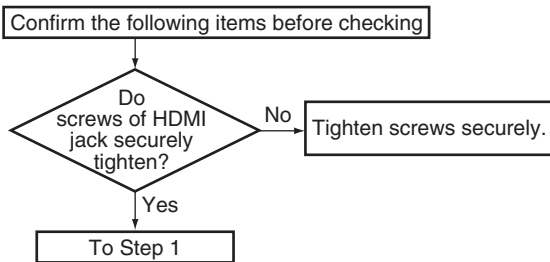 Confirm the following items before checking
Do
screws of HDMI
jack securely
tighten?
No
Tighten screws securely.
Yes
To Step 1